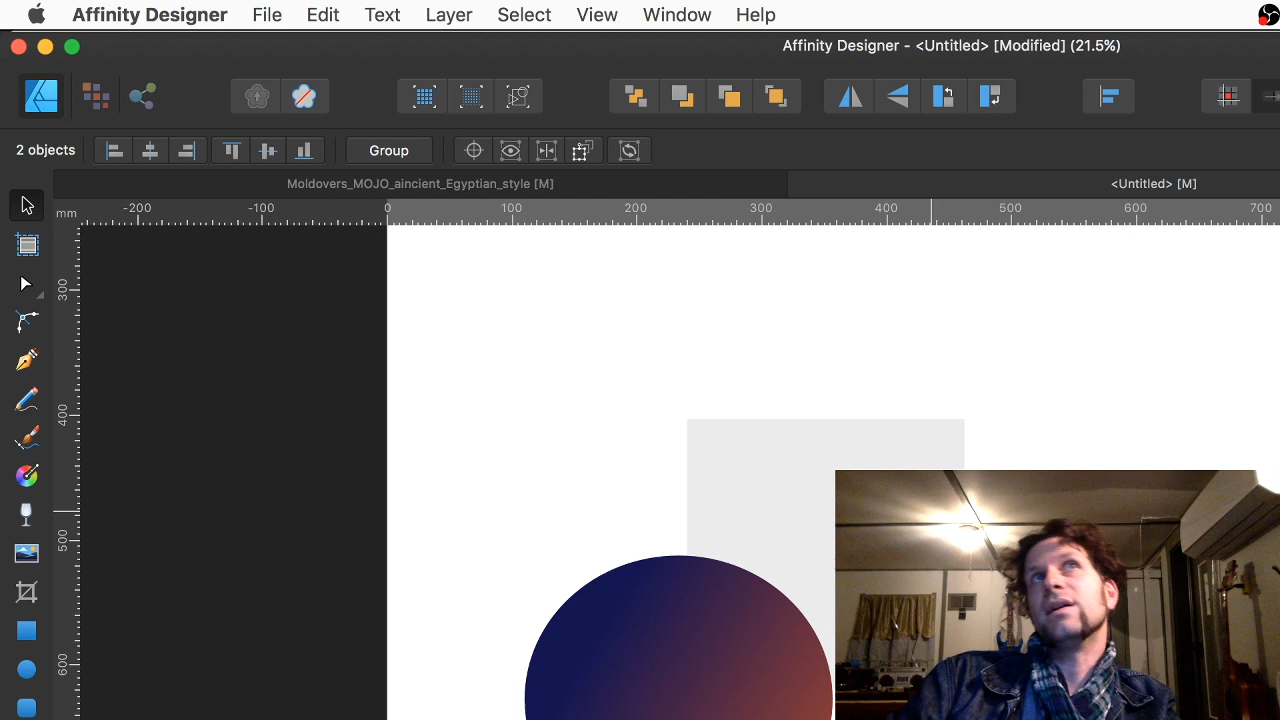 Affinity Designer File Edit Text Layer Select View Window Help
Affinity Designer - <Untitled> [Modified] (21.5%)
2 objects Group
Moldovers_MOJO_aincient_Egyptian_style [M] <Untitled> [M]
mm -200 -100 0 100 200 300 400 500 600 700
300
400
500
600